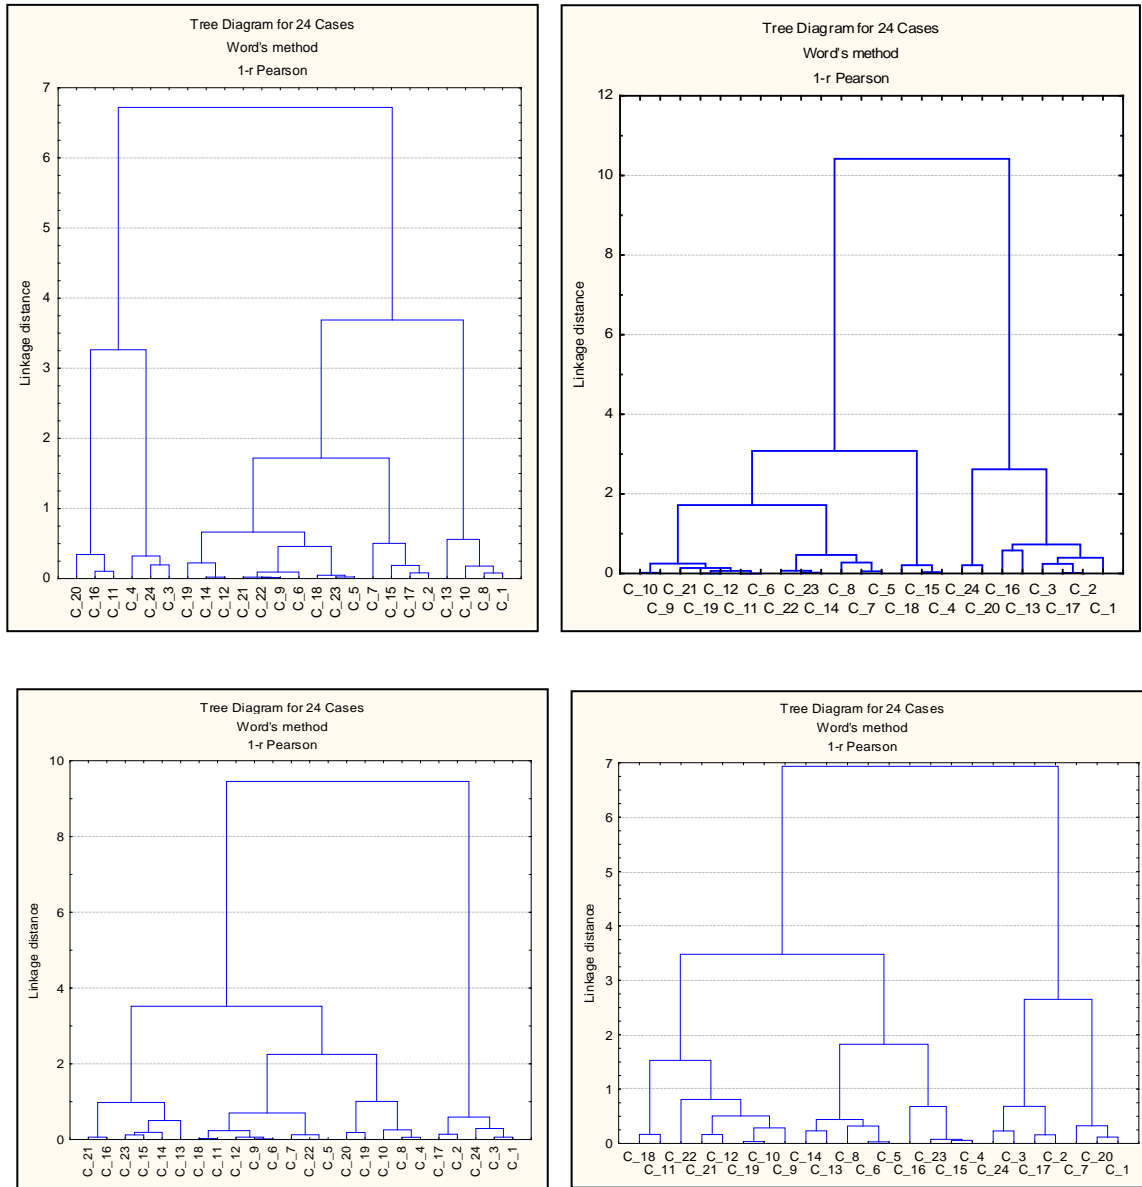 Tree Diagram for 24 Cases
Word's method
1-r Pearson
Linkage distance
7
6
5
4
3
2
1
0
C_20 C_16 C_11 C_4 C_24 C_3 C_19 C_14 C_12 C_21 C_22 C_9 C_6 C_18 C_23 C_5 C_7 C_15 C_17 C_2 C_13 C_10 C_8 C_1
Tree Diagram for 24 Cases
Word's method
1-r Pearson
Linkage distance
12
10
8
6
4
2
0
C_10 C_21 C_12 C_6 C_23 C_8 C_5 C_15 C_24 C_16 C_3 C_2
C_9 C_19 C_11 C_22 C_14 C_7 C_18 C_4 C_20 C_13 C_17 C_1
Tree Diagram for 24 Cases
Word's method
1-r Pearson
Linkage distance
10
8
6
4
2
0
C_21 C_16 C_23 C_15 C_14 C_13 C_18 C_11 C_12 C_9 C_6 C_7 C_22 C_5 C_20 C_19 C_10 C_8 C_4 C_17 C_2 C_24 C_3 C_1
Tree Diagram for 24 Cases
Word's method
1-r Pearson
Linkage distance
7
6
5
4
3
2
1
0
C_18 C_22 C_12 C_10 C_14 C_8 C_5 C_23 C_4 C_3 C_2 C_20
C_11 C_21 C_19 C_9 C_13 C_6 C_16 C_15 C_24 C_17 C_7 C_1